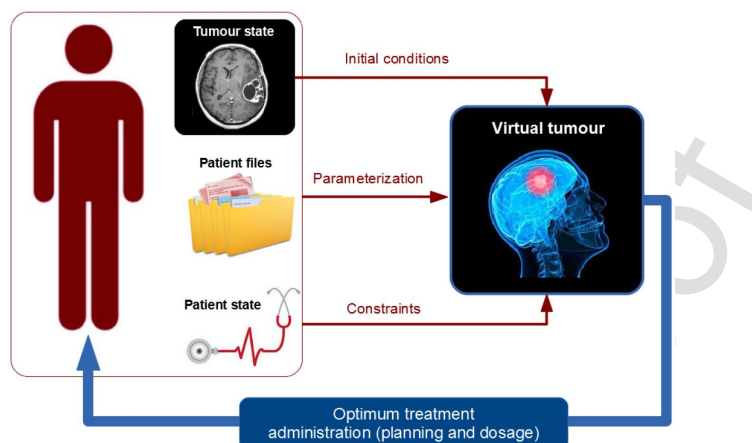 Tumour state
Initial conditions
Virtual tumour
Patient files
Parameterization
Patient state
Constraints
Optimum treatment
administration (planning and dosage)